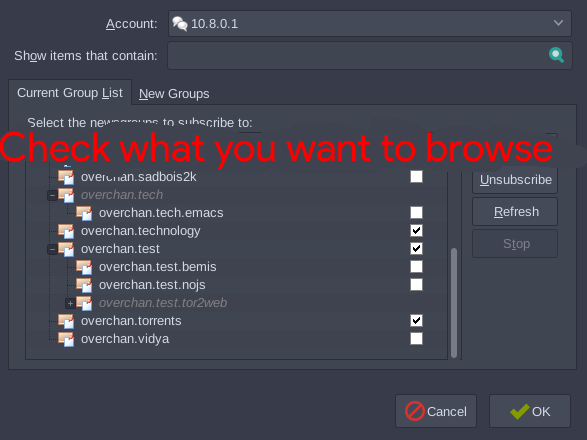 Account: 10.8.0.1
Show items that contain:
Current Group List New Groups
Select the newsgroups to subscribe to:
Check what you want to browse
overchan.sadbois2k
Unsubscribe
overchan.tech
overchan.tech.emacs
Refresh
overchan.technology
overchan.test
Stop
overchan.test.bemis
overchan.test.nojs
overchan.test.tor2web
overchan.torrents
overchan.vidya
Cancel OK